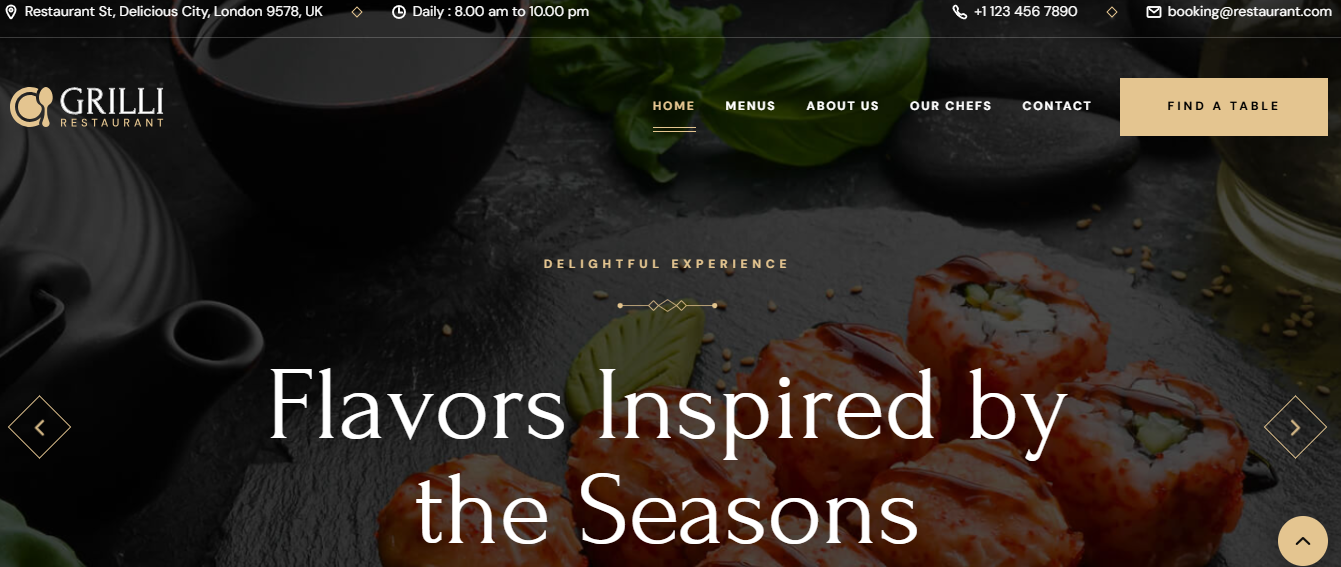 Restaurant St, Delicious City, London 9578, UK
Daily : 8.00 am to 10.00 pm
+1 123 456 7890
booking@restaurant.com
GRILLI
RESTAURANT
HOME
MENUS
ABOUT US
OUR CHEFS
CONTACT
FIND A TABLE
DELIGHTFUL EXPERIENCE
Flavors Inspired by
the Seasons